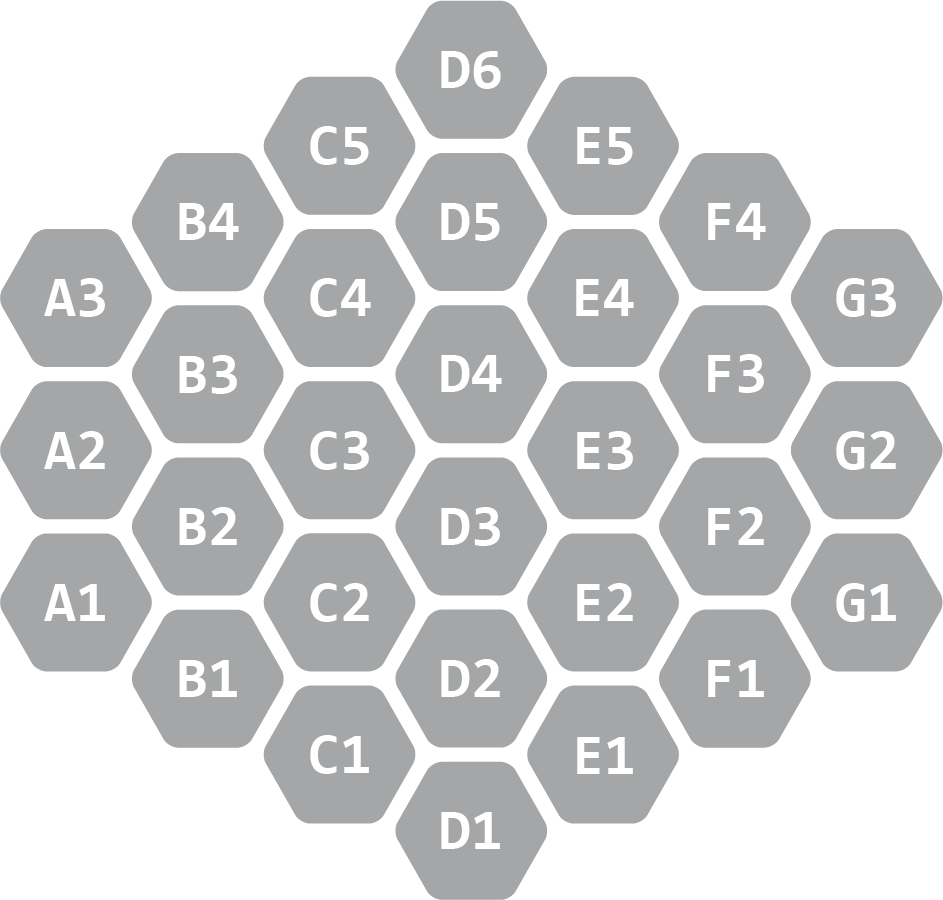 D6
C5 E5
B4 D5 F4
A3 C4 E4 G3
B3 D4 F3
A2 C3 E3 G2
B2 D3 F2
A1 C2 E2 G1
B1 D2 F1
C1 E1
D1